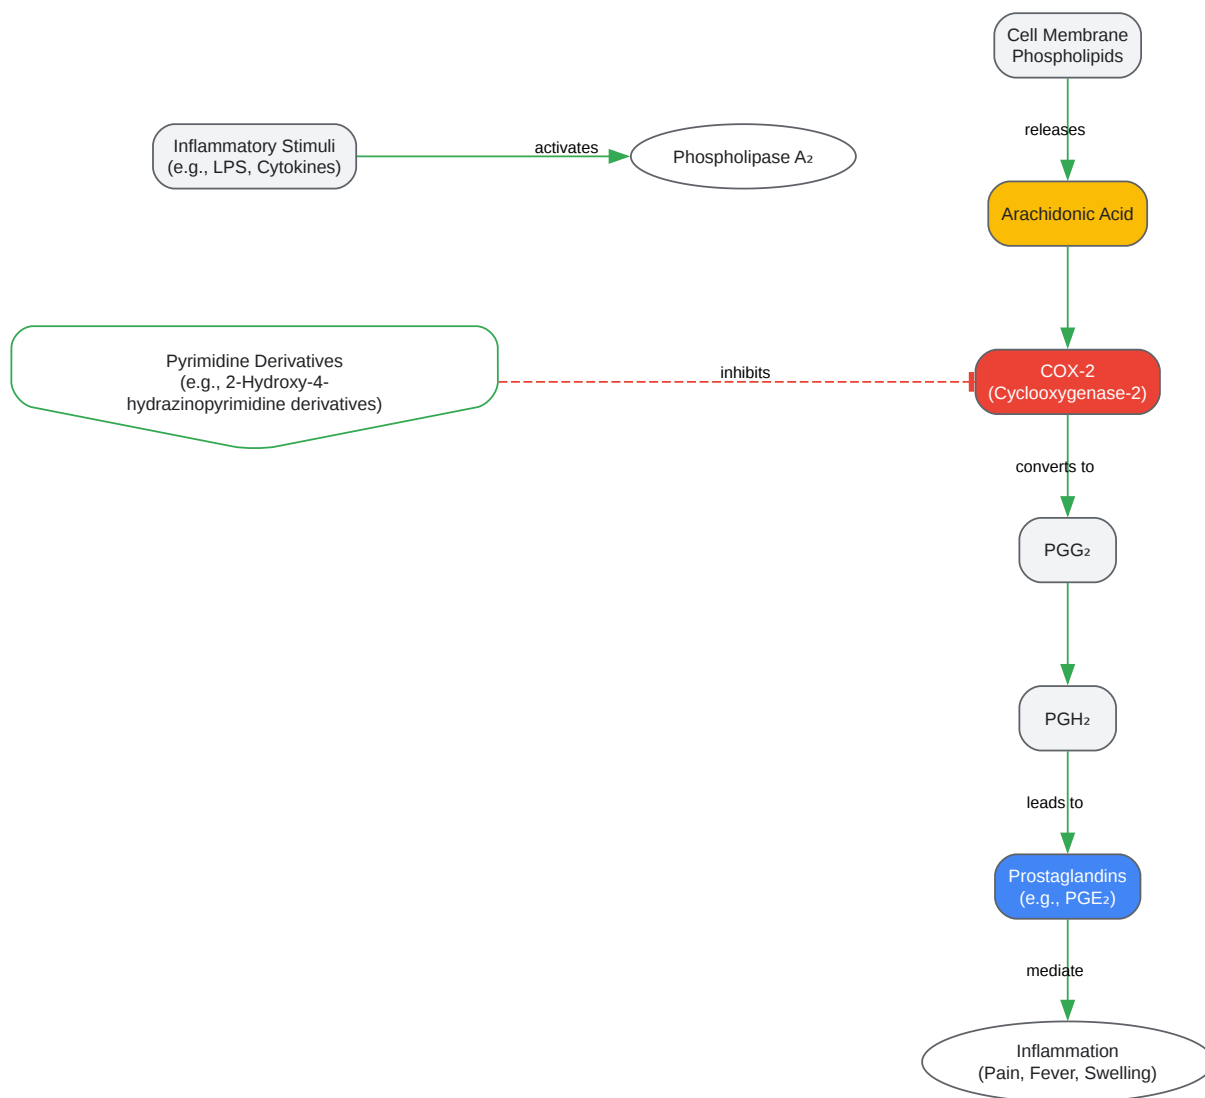 Cell Membrane
Phospholipids
releases
Inflammatory Stimuli
(e.g., LPS, Cytokines)
activates
Phospholipase A₂
Arachidonic Acid
Pyrimidine Derivatives
(e.g., 2-Hydroxy-4-
hydrazinopyrimidine derivatives)
inhibits
COX-2
(Cyclooxygenase-2)
converts to
PGG₂
PGH₂
leads to
Prostaglandins
(e.g., PGE₂)
mediate
Inflammation
(Pain, Fever, Swelling)